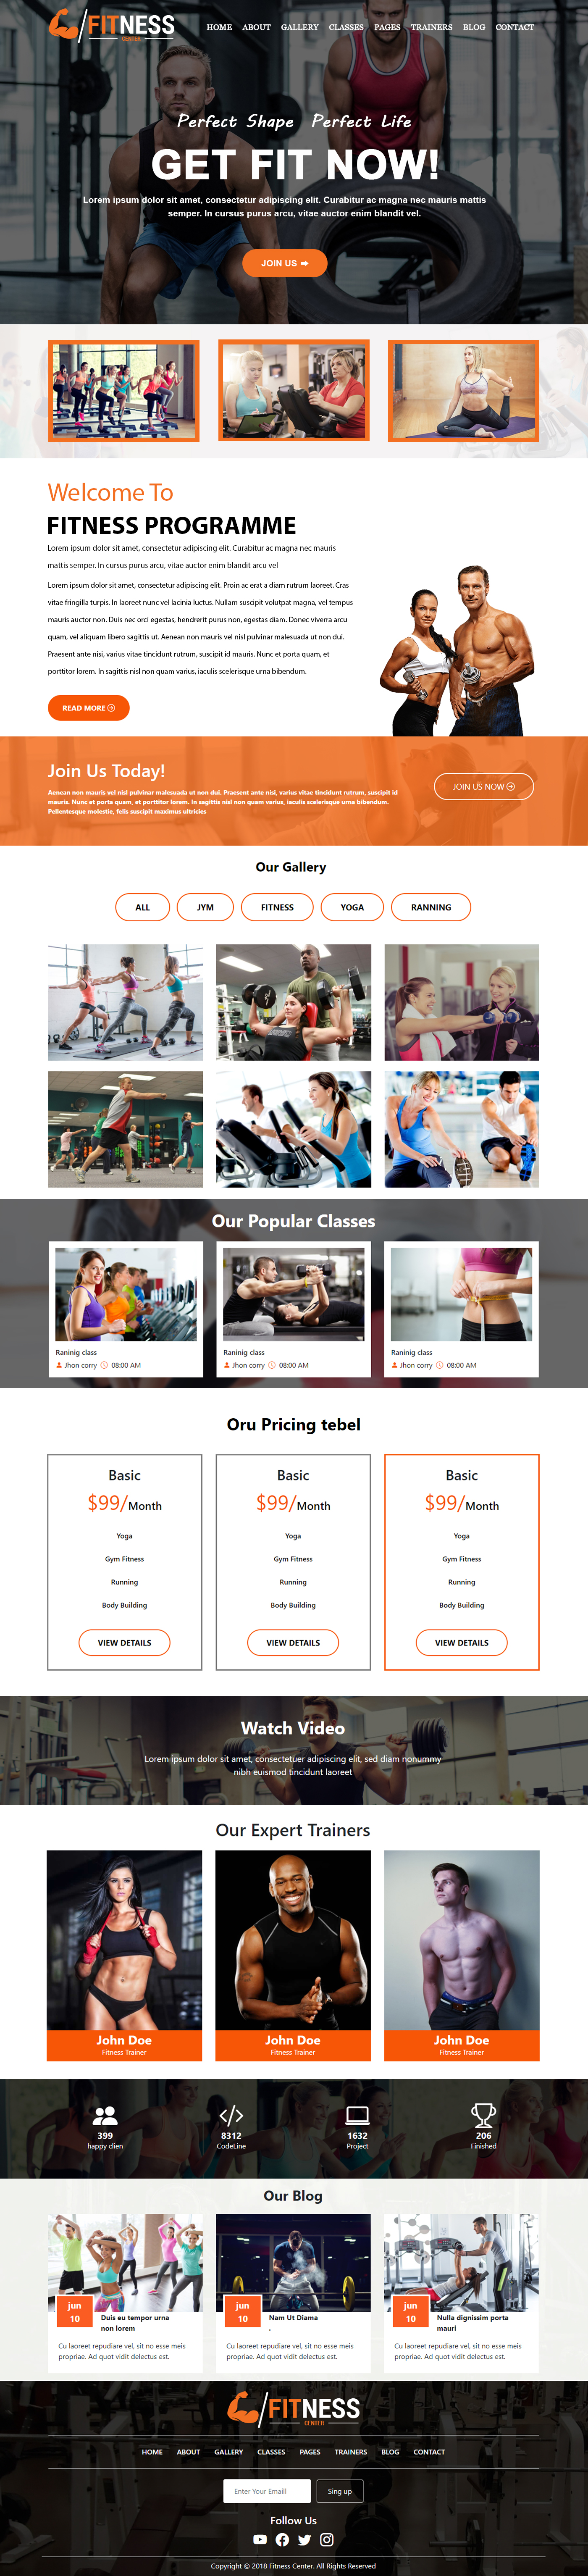 FITNESS
CENTER
HOME ABOUT GALLERY CLASSES PAGES TRAINERS BLOG CONTACT
Perfect Shape Perfect Life
GET FIT NOW!
Lorem ipsum dolor sit amet, consectetur adipiscing elit. Curabitur ac magna nec mauris mattis
semper. In cursus purus arcu, vitae auctor enim blandit vel.
JOIN US
Welcome To
FITNESS PROGRAMME
Lorem ipsum dolor sit amet, consectetur adipiscing elit. Curabitur ac magna nec mauris
mattis semper. In cursus purus arcu, vitae auctor enim blandit arcu vel
Lorem ipsum dolor sit amet, consectetur adipiscing elit. Proin ac erat a diam rutrum laoreet. Cras
vitae fringilla turpis. In laoreet nunc vel lacinia luctus. Nullam suscipit volutpat magna, vel tempus
mauris auctor non. Duis nec orci egestas, hendrerit purus non, egestas diam. Donec viverra arcu
quam, vel aliquam libero sagittis ut. Aenean non mauris vel nisl pulvinar malesuada ut non dui.
Praesent ante nisi, varius vitae tincidunt rutrum, suscipit id mauris. Nunc et porta quam, et
porttitor lorem. In sagittis nisl non quam varius, iaculis scelerisque urna bibendum.
READ MORE
Join Us Today!
Aenean non mauris vel nisl pulvinar malesuada ut non dui. Praesent ante nisi, varius vitae tincidunt rutrum, suscipit id
mauris. Nunc et porta quam, et porttitor lorem. In sagittis nisl non quam varius, iaculis scelerisque urna bibendum.
Pellentesque molestie, felis suscipit maximus ultricies
JOIN US NOW
Our Gallery
ALL JYM FITNESS YOGA RANNING
Our Popular Classes
Raninig class
Jhon corry 08:00 AM
Raninig class
Jhon corry 08:00 AM
Raninig class
Jhon corry 08:00 AM
Oru Pricing tebel
Basic
$99/Month
Yoga
Gym Fitness
Running
Body Building
VIEW DETAILS
Basic
$99/Month
Yoga
Gym Fitness
Running
Body Building
VIEW DETAILS
Basic
$99/Month
Yoga
Gym Fitness
Running
Body Building
VIEW DETAILS
Watch Video
Lorem ipsum dolor sit amet, consectetuer adipiscing elit, sed diam nonummy
nibh euismod tincidunt laoreet
Our Expert Trainers
John Doe
Fitness Trainer
John Doe
Fitness Trainer
John Doe
Fitness Trainer
399
happy clien
8312
CodeLine
1632
Project
206
Finished
Our Blog
jun
10
Duis eu tempor urna
non lorem
Cu laoreet repudiare vel, sit no esse meis
propriae. Ad quot vidit delectus est.
jun
10
Nam Ut Diama
.
Cu laoreet repudiare vel, sit no esse meis
propriae. Ad quot vidit delectus est.
jun
10
Nulla dignissim porta
mauri
Cu laoreet repudiare vel, sit no esse meis
propriae. Ad quot vidit delectus est.
FITNESS
CENTER
HOME ABOUT GALLERY CLASSES PAGES TRAINERS BLOG CONTACT
Enter Your Emaill
Sing up
Follow Us
Copyright © 2018 Fitness Center. All Rights Reserved